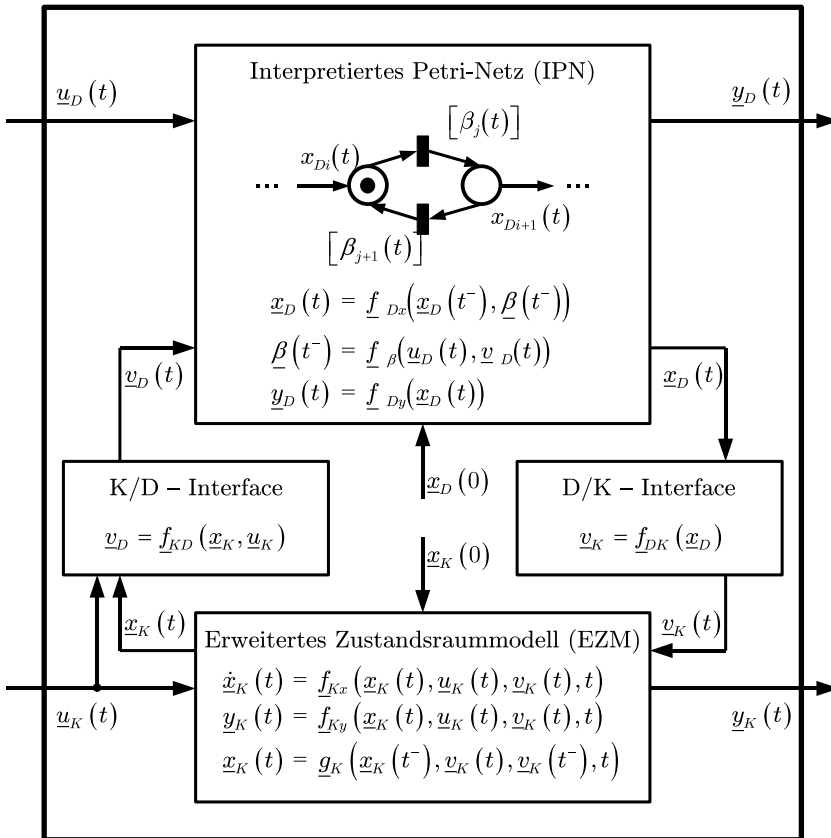 Interpretiertes Petri-Netz (IPN)
u_D(t)
y_D(t)
[β_j(t)]
x_Di(t)
... ...
x_Di+1(t)
[β_j+1(t)]
x_D(t) = f_Dx(x_D(t⁻), β(t⁻))
β(t⁻) = f_β(u_D(t), v_D(t))
y_D(t) = f_Dy(x_D(t))
v_D(t)
x_D(t)
K/D – Interface
v_D = f_KD(x_K, u_K)
x_D(0)
x_K(0)
D/K – Interface
v_K = f_DK(x_D)
x_K(t)
v_K(t)
Erweitertes Zustandsraummodell (EZM)
ẋ_K(t) = f_Kx(x_K(t), u_K(t), v_K(t), t)
y_K(t) = f_Ky(x_K(t), u_K(t), v_K(t), t)
x_K(t) = g_K(x_K(t⁻), v_K(t), v_K(t⁻), t)
u_K(t)
y_K(t)